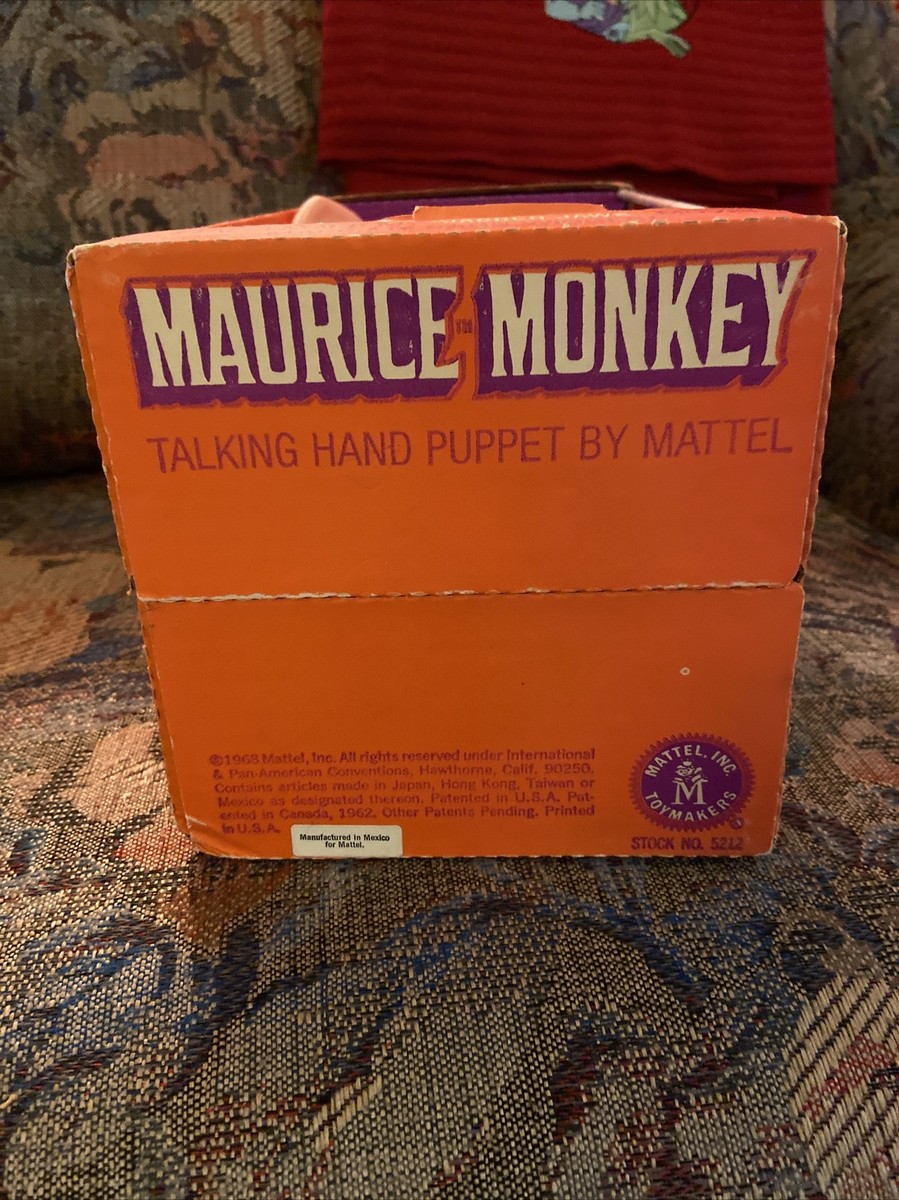 MAURICE™ MONKEY
TALKING HAND PUPPET BY MATTEL
©1968 Mattel, Inc. All rights reserved under International
& Pan-American Conventions, Hawthorne, Calif. 90250.
Contains articles made in Japan, Hong Kong, Taiwan or
Mexico as designated thereon. Patented in U.S.A. Pat-
ented in Canada, 1962. Other Patents Pending. Printed
in U.S.A.
Manufactured in Mexico
for Mattel.
MATTEL, INC.
M
TOYMAKERS
®
STOCK NO. 5212